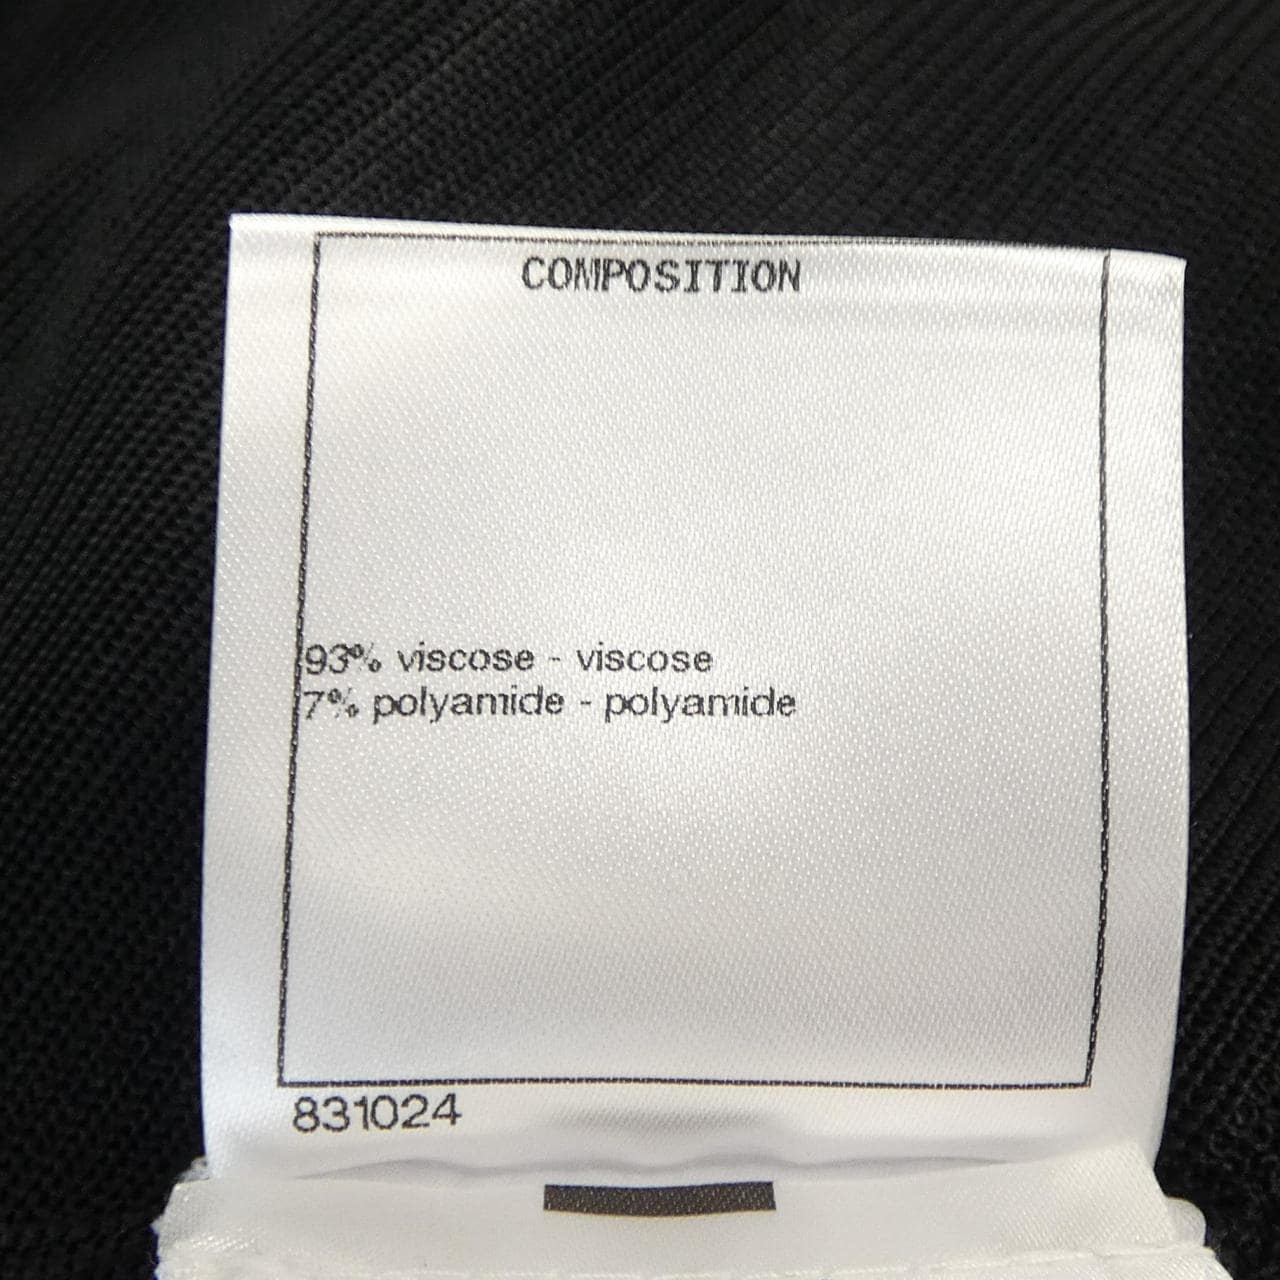 COMPOSITION
93% viscose - viscose
7% polyamide - polyamide
831024